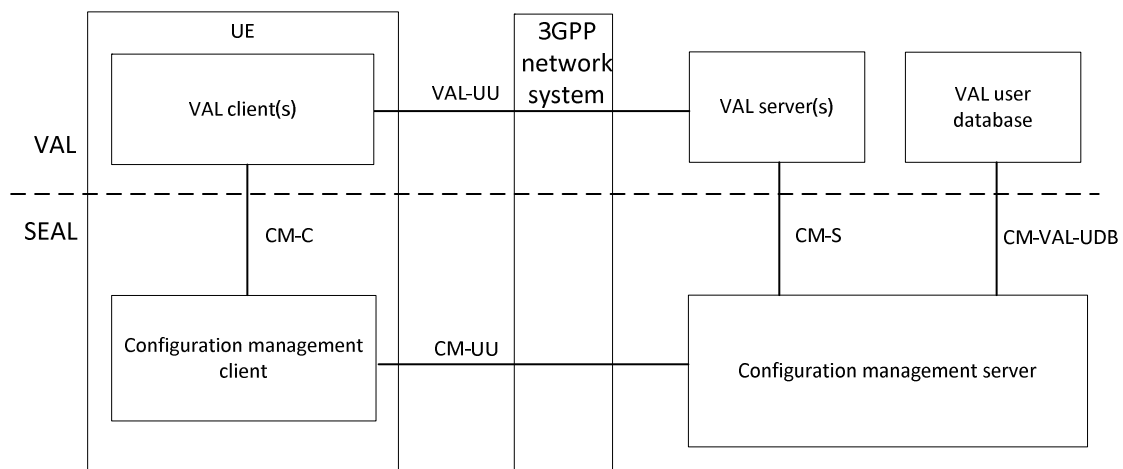 UE
3GPP
network
system
VAL client(s)
VAL-UU
VAL server(s)
VAL user
database
VAL
SEAL
CM-C
CM-S
CM-VAL-UDB
Configuration management
client
CM-UU
Configuration management server